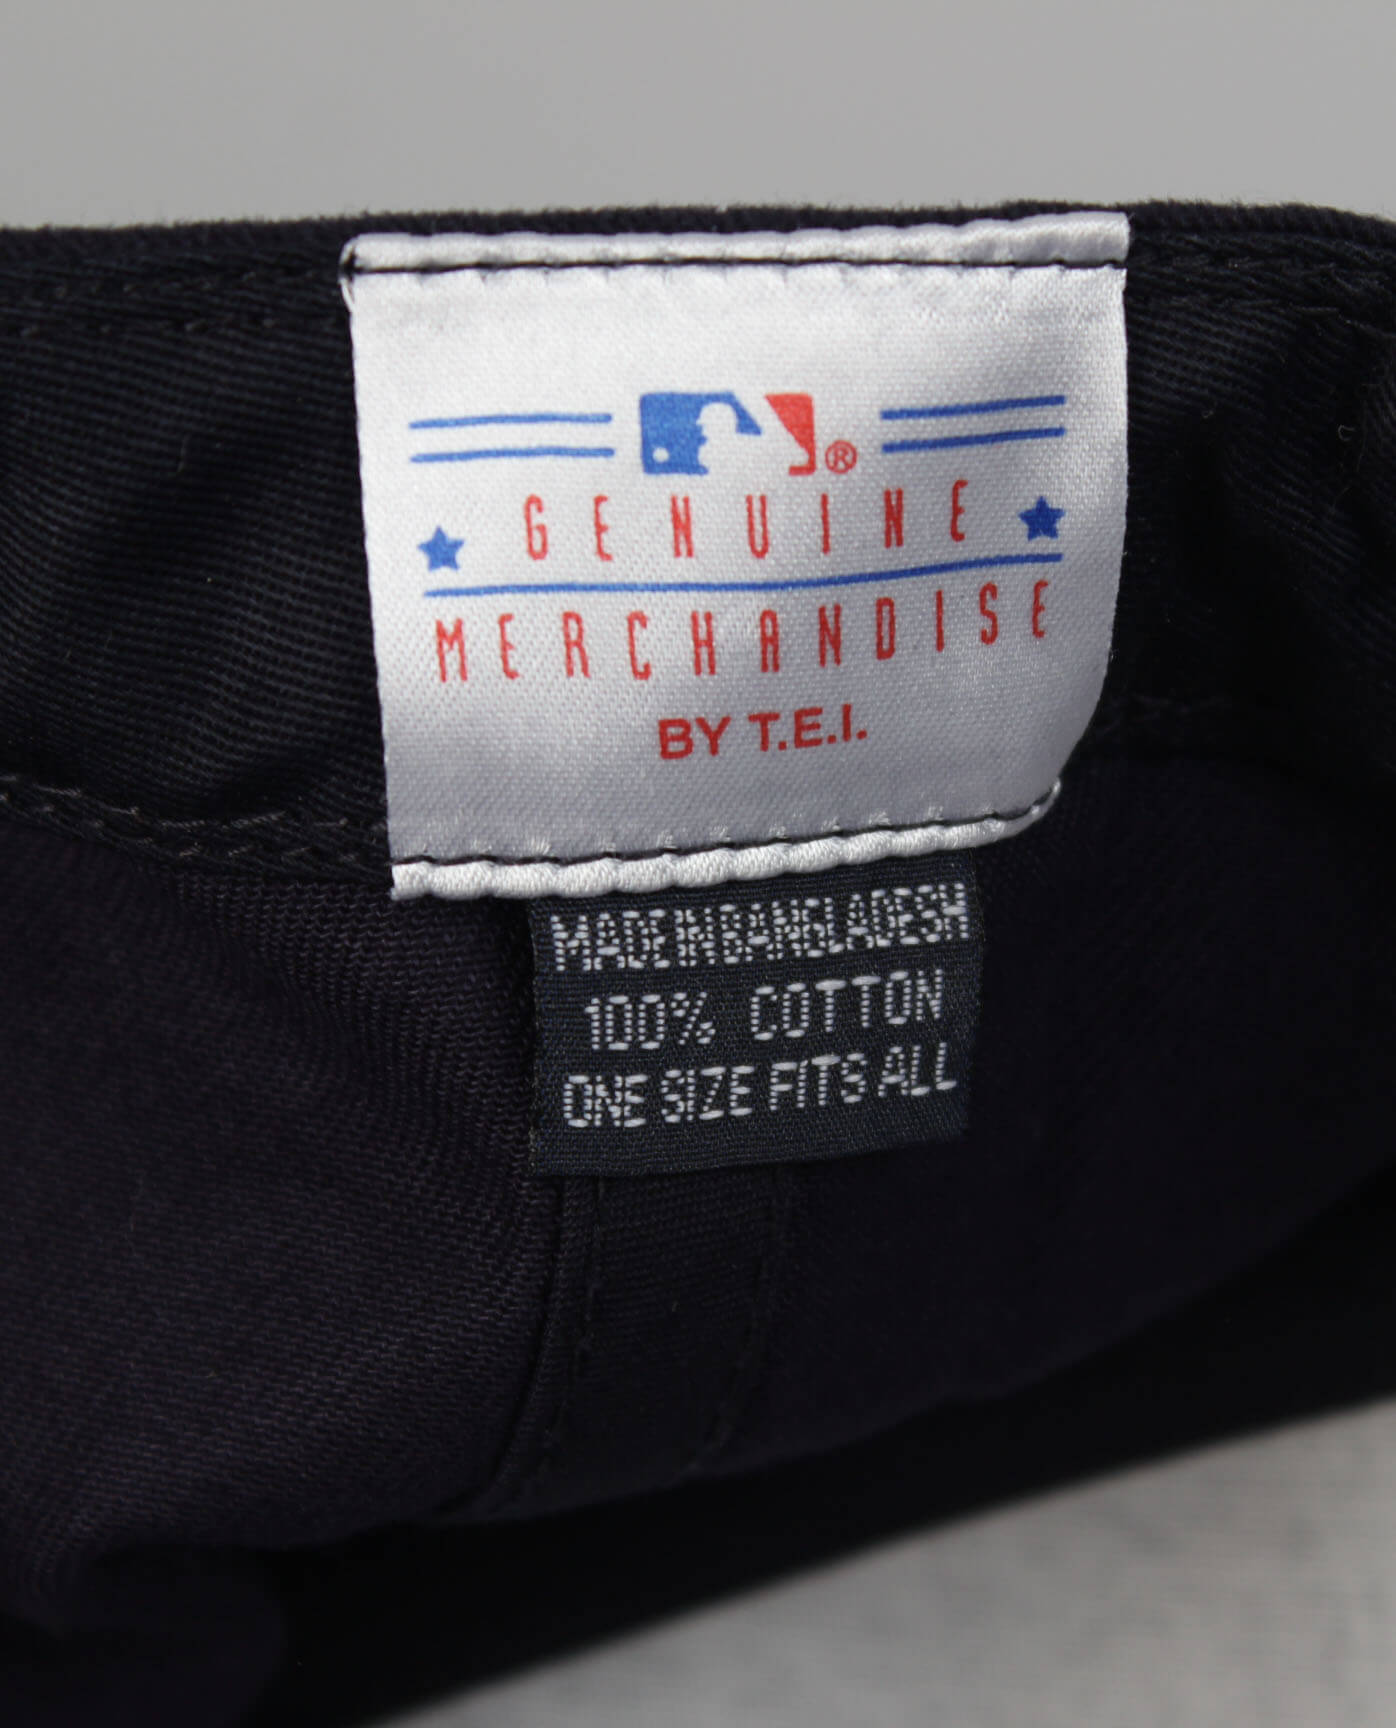 ®
GENUINE
MERCHANDISE
BY T.E.I.
MADE IN BANGLADESH
100% COTTON
ONE SIZE FITS ALL